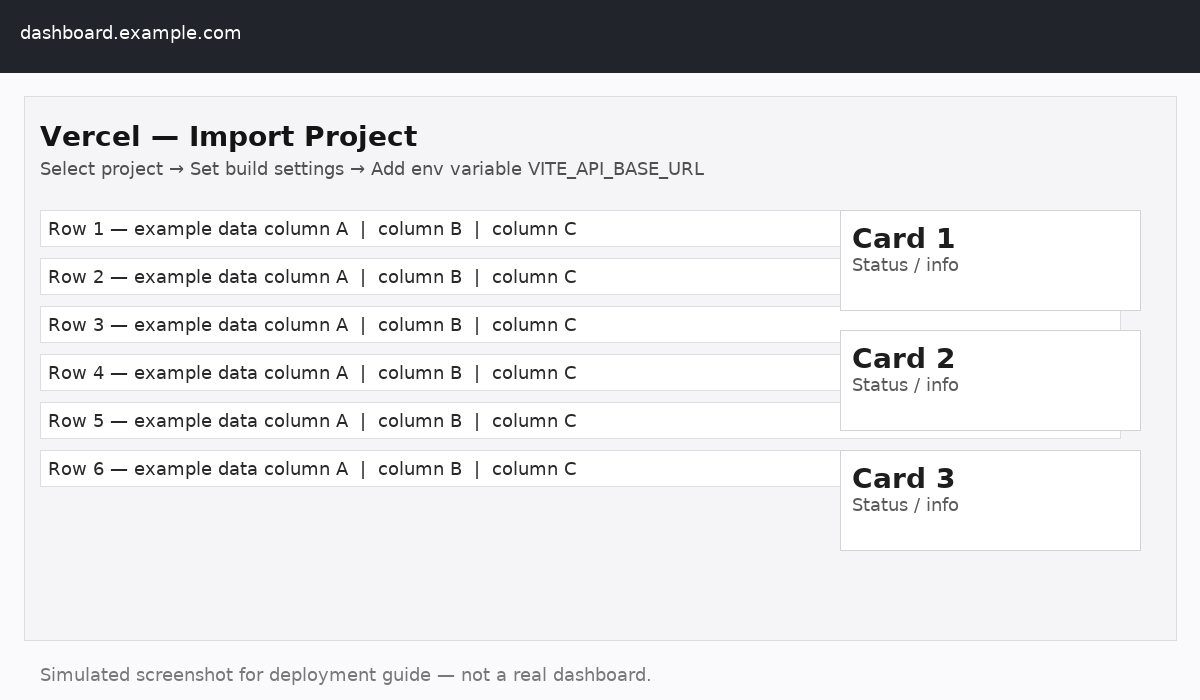 dashboard.example.com
Vercel — Import Project
Select project → Set build settings → Add env variable VITE_API_BASE_URL
Row 1 — example data column A | column B | column C
Row 2 — example data column A | column B | column C
Row 3 — example data column A | column B | column C
Row 4 — example data column A | column B | column C
Row 5 — example data column A | column B | column C
Row 6 — example data column A | column B | column C
Card 1
Status / info
Card 2
Status / info
Card 3
Status / info
Simulated screenshot for deployment guide — not a real dashboard.